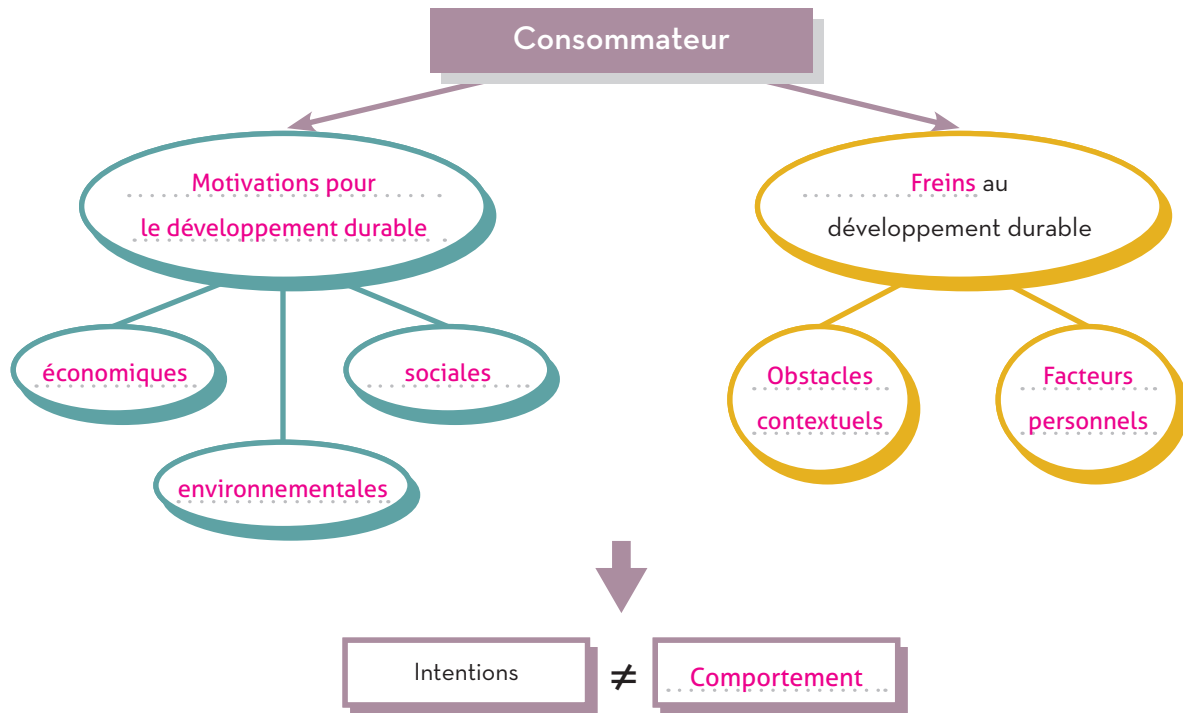 Consommateur
Motivations pour
le développement durable
Freins au
développement durable
économiques
sociales
environnementales
Obstacles
contextuels
Facteurs
personnels
Intentions ≠ Comportement